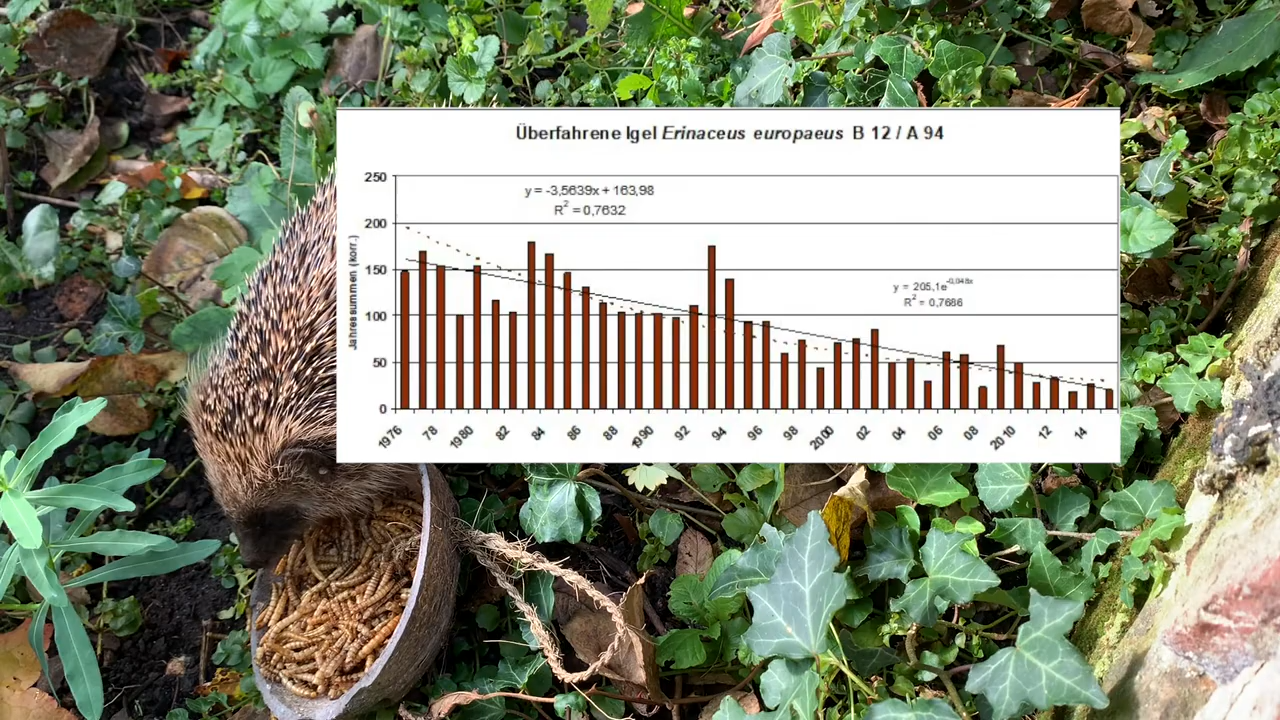 Überfahrene Igel Erinaceus europaeus B 12 / A 94
Jahressummen (korr.)
250
200
150
100
50
0
y = -3,5639x + 163,98
R² = 0,7632
y = 205,1e^-0,048x
R² = 0,7686
1976 78 1980 82 84 86 88 1990 92 94 96 98 2000 02 04 06 08 2010 12 14